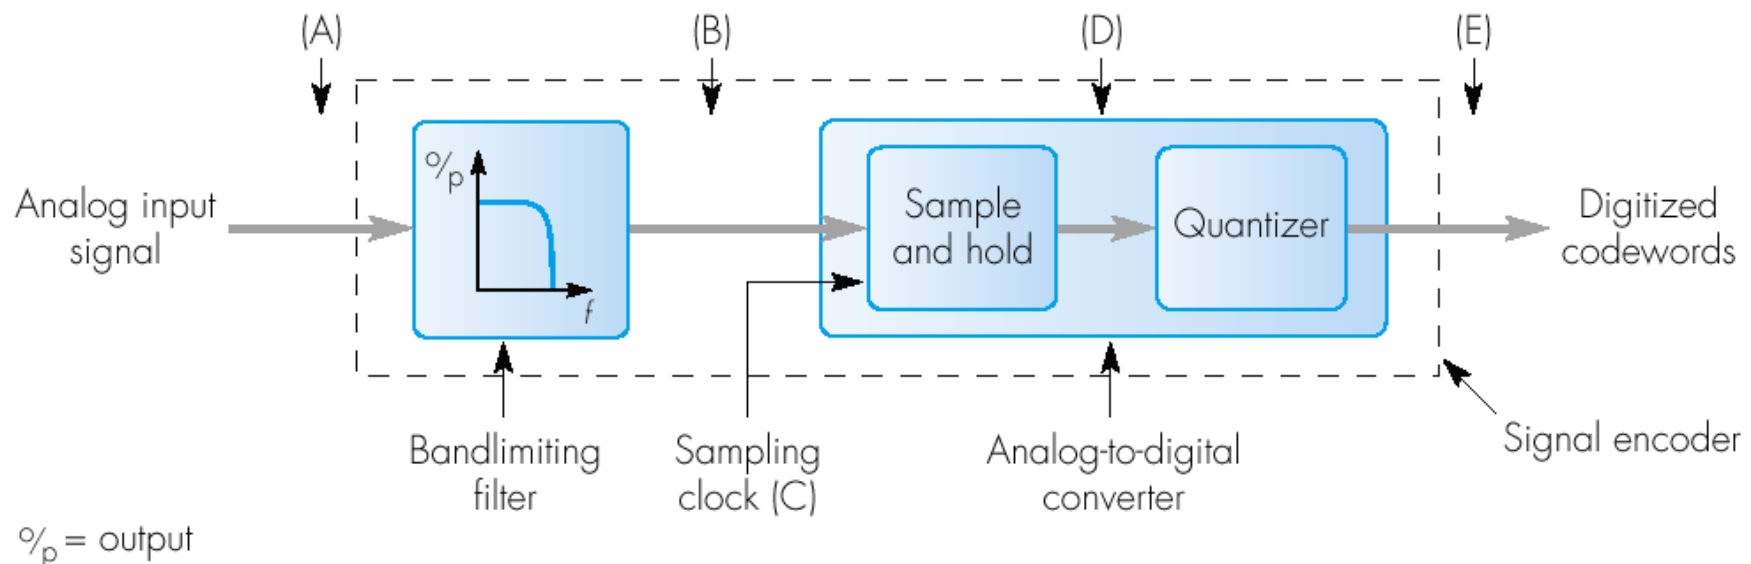 (A)
(B)
(D)
(E)
Analog input
signal
o/p
f
Sample
and hold
Quantizer
Digitized
codewords
Bandlimiting
filter
Sampling
clock (C)
Analog-to-digital
converter
Signal encoder
o/p = output